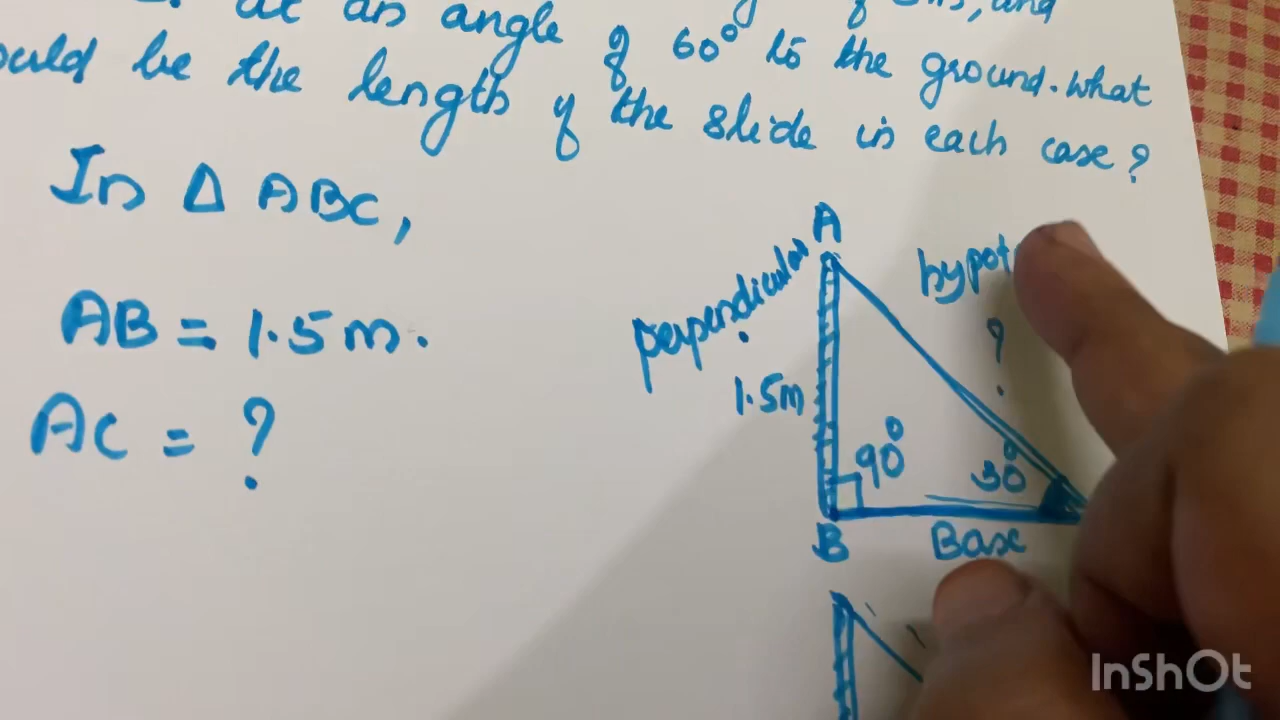 at an angle of 60° to the ground. What
ould be the length of the slide in each case?
In Δ ABC,
AB = 1.5m.
AC = ?
A
perpendicular
hypot
?
1.5m
90°
30°
B
Base
InShOt